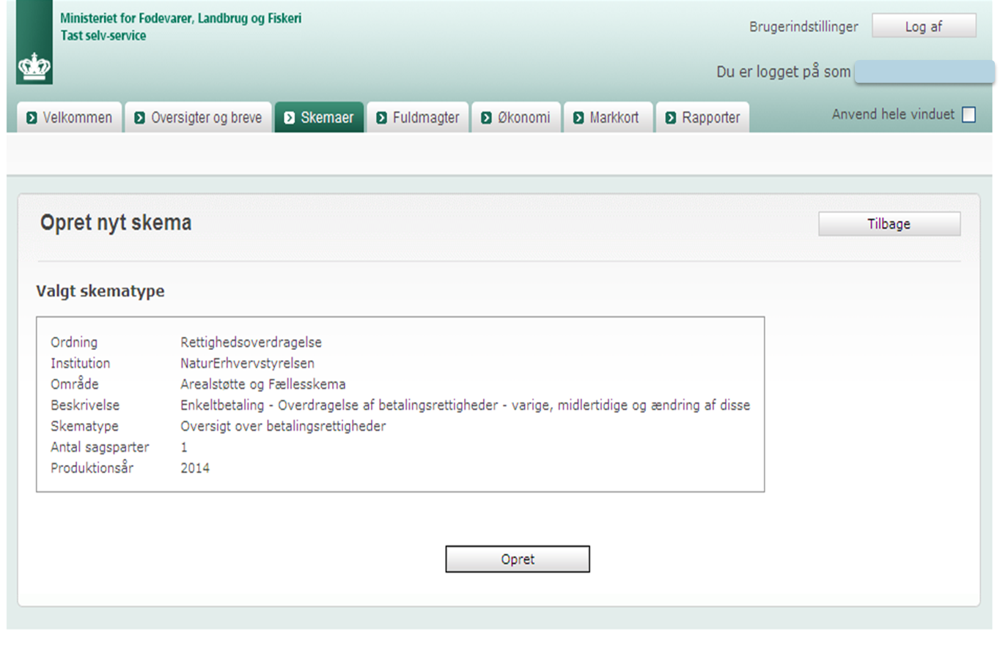 Ministeriet for Fødevarer, Landbrug og Fiskeri
Tast selv-service
Brugerindstillinger Log af
Du er logget på som
Velkommen Oversigter og breve Skemaer Fuldmagter Økonomi Markkort Rapporter Anvend hele vinduet
Opret nyt skema Tilbage
Valgt skematype
Ordning Rettighedsoverdragelse
Institution NaturErhvervstyrelsen
Område Arealstøtte og Fællesskema
Beskrivelse Enkeltbetaling - Overdragelse af betalingsrettigheder - varige, midlertidige og ændring af disse
Skematype Oversigt over betalingsrettigheder
Antal sagsparter 1
Produktionsår 2014
Opret